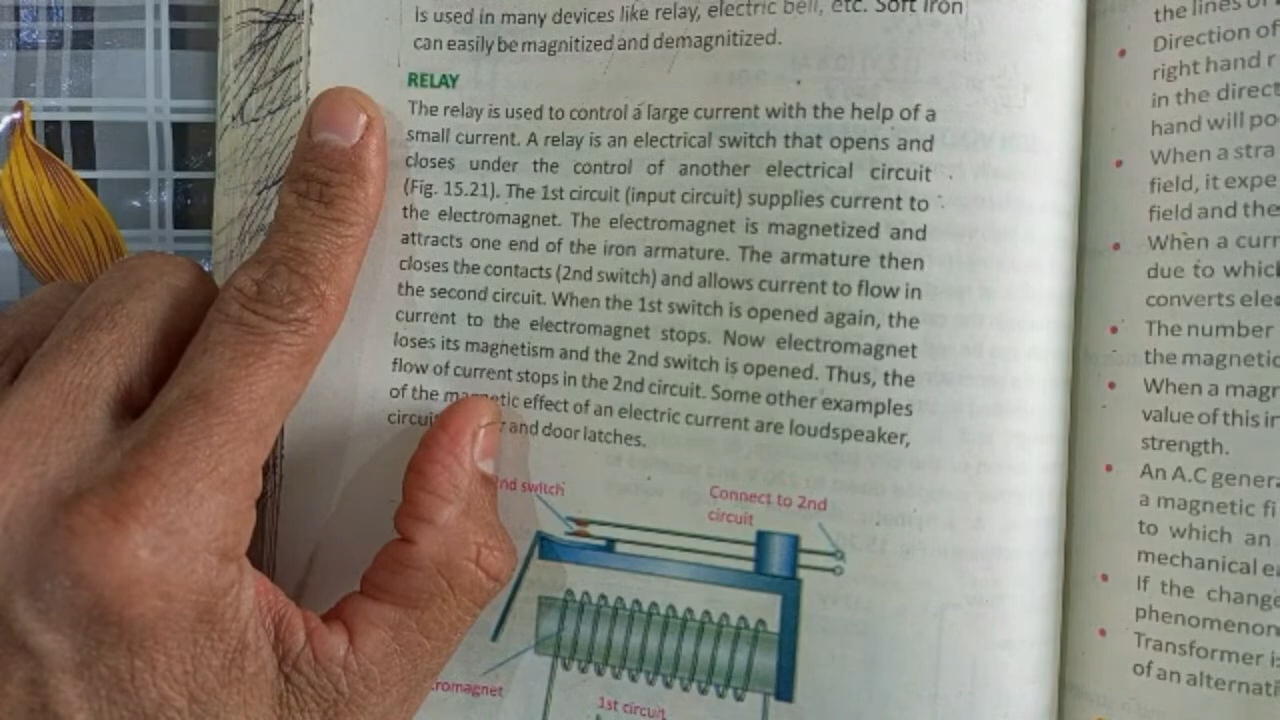 Is used in many devices like relay, electric bell, etc. Soft Iron
can easily be magnitized and demagnitized.
RELAY
The relay is used to control a large current with the help of a
small current. A relay is an electrical switch that opens and
closes under the control of another electrical circuit
(Fig. 15.21). The 1st circuit (input circuit) supplies current to
the electromagnet. The electromagnet is magnetized and
attracts one end of the iron armature. The armature then
closes the contacts (2nd switch) and allows current to flow in
the second circuit. When the 1st switch is opened again, the
current to the electromagnet stops. Now electromagnet
loses its magnetism and the 2nd switch is opened. Thus, the
flow of current stops in the 2nd circuit. Some other examples
of the magnetic effect of an electric current are loudspeaker,
and door latches.
switch
Connect to 2nd
circuit
1st circuit
the lines
Direction of
right hand r
in the direct
hand will po
When a stra
field, it expe
field and the
When a curr
due to which
converts elec
The number
the magnetic
When a magr
value of this in
strength.
An A.C genera
a magnetic fi
to which an
mechanical e
If the change
phenomenon
Transformer is
of an alternati